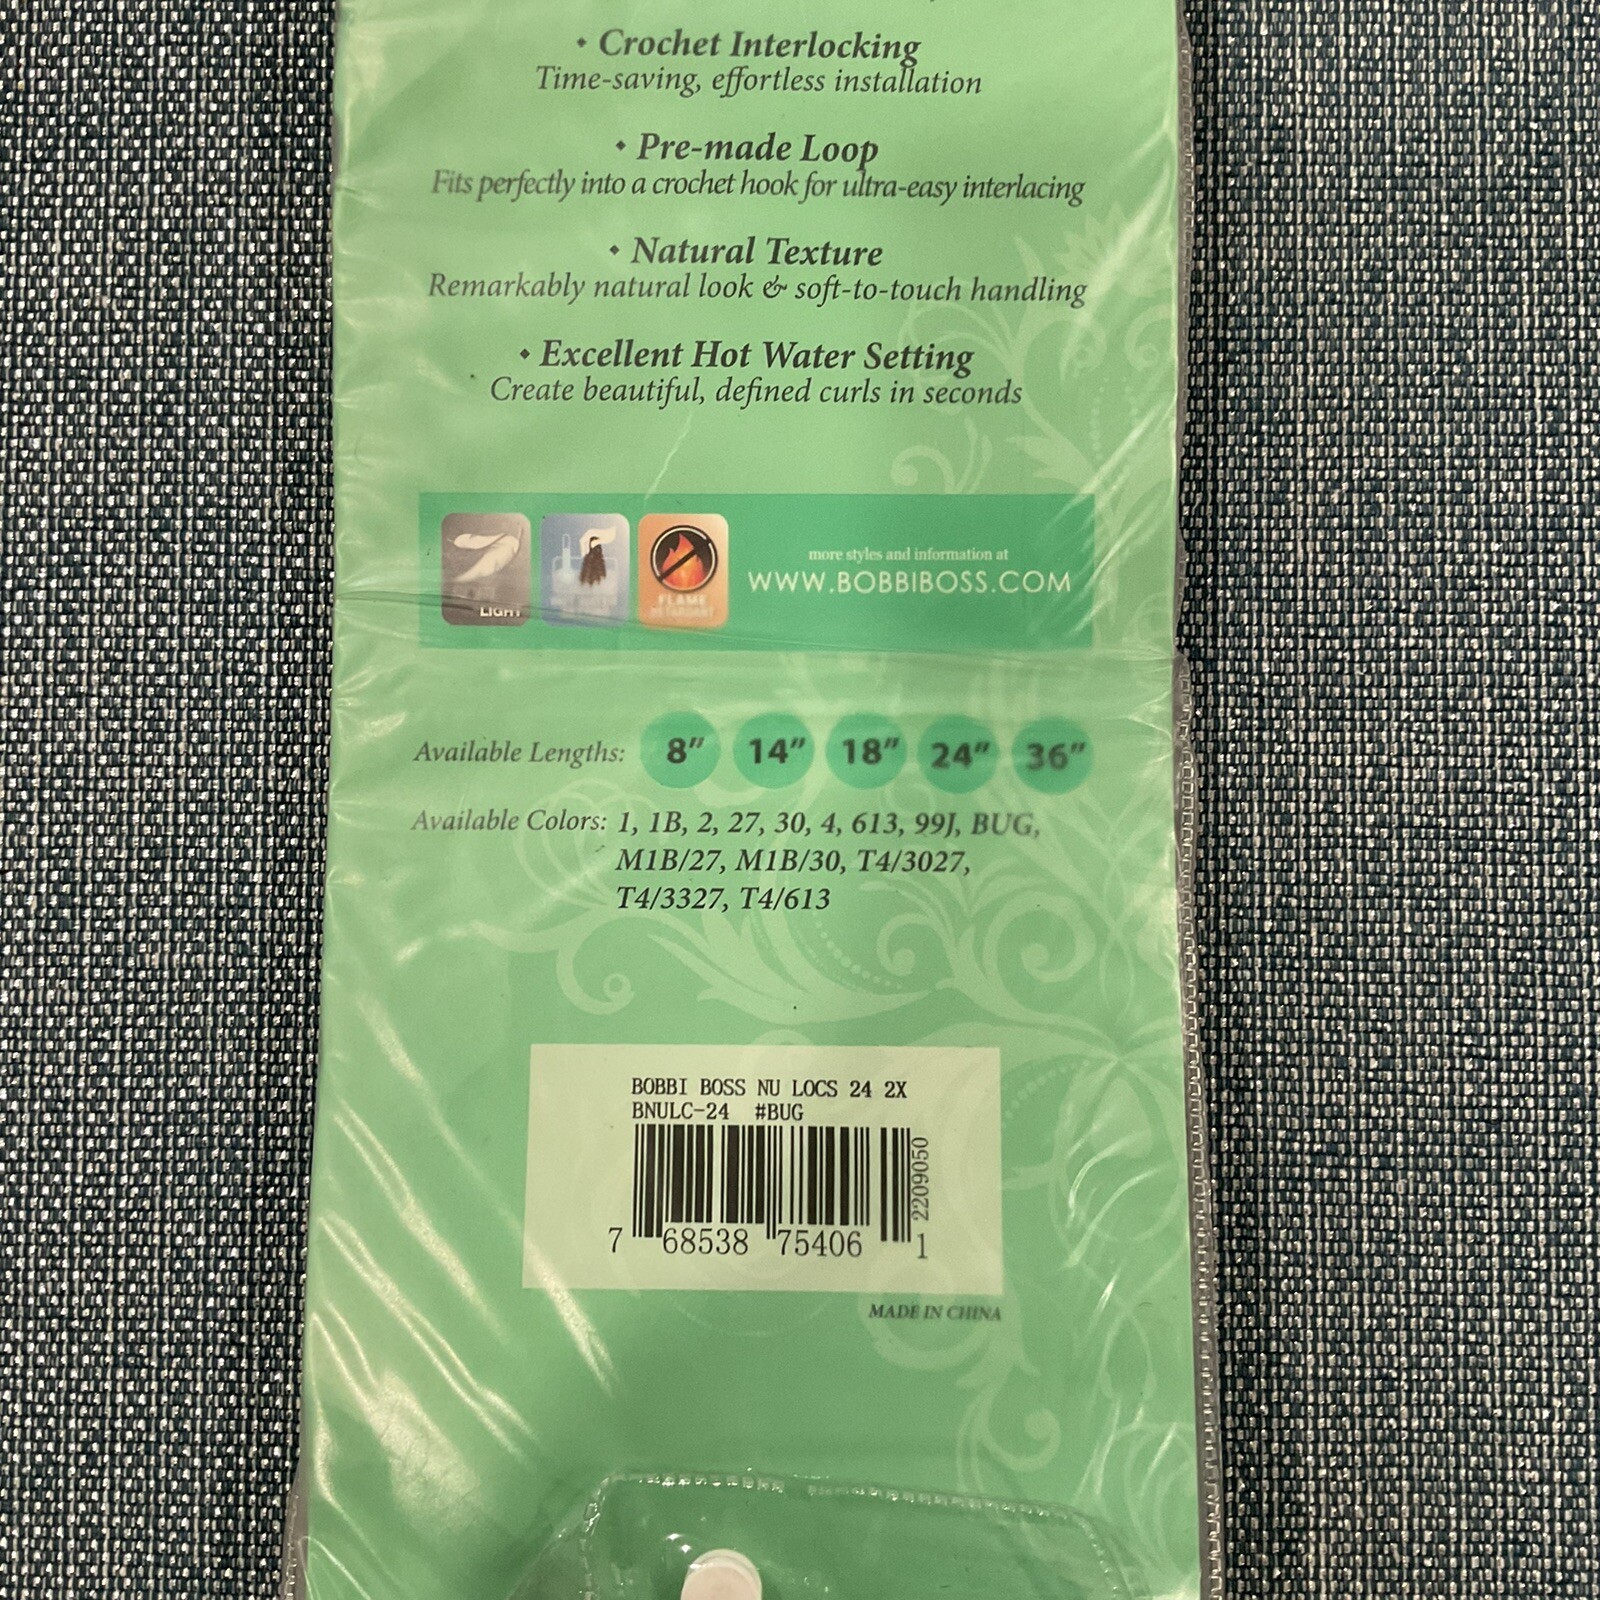 • Crochet Interlocking
Time-saving, effortless installation
• Pre-made Loop
Fits perfectly into a crochet hook for ultra-easy interlacing
• Natural Texture
Remarkably natural look & soft-to-touch handling
• Excellent Hot Water Setting
Create beautiful, defined curls in seconds
LIGHT
FLAME
RETARDANT
more styles and information at
WWW.BOBBIBOSS.COM
Available Lengths: 8" 14" 18" 24" 36"
Available Colors: 1, 1B, 2, 27, 30, 4, 613, 99J, BUG,
M1B/27, M1B/30, T4/3027,
T4/3327, T4/613
BOBBI BOSS NU LOCS 24 2X
BNULC-24 #BUG
2209050
7 68538 75406 1
MADE IN CHINA